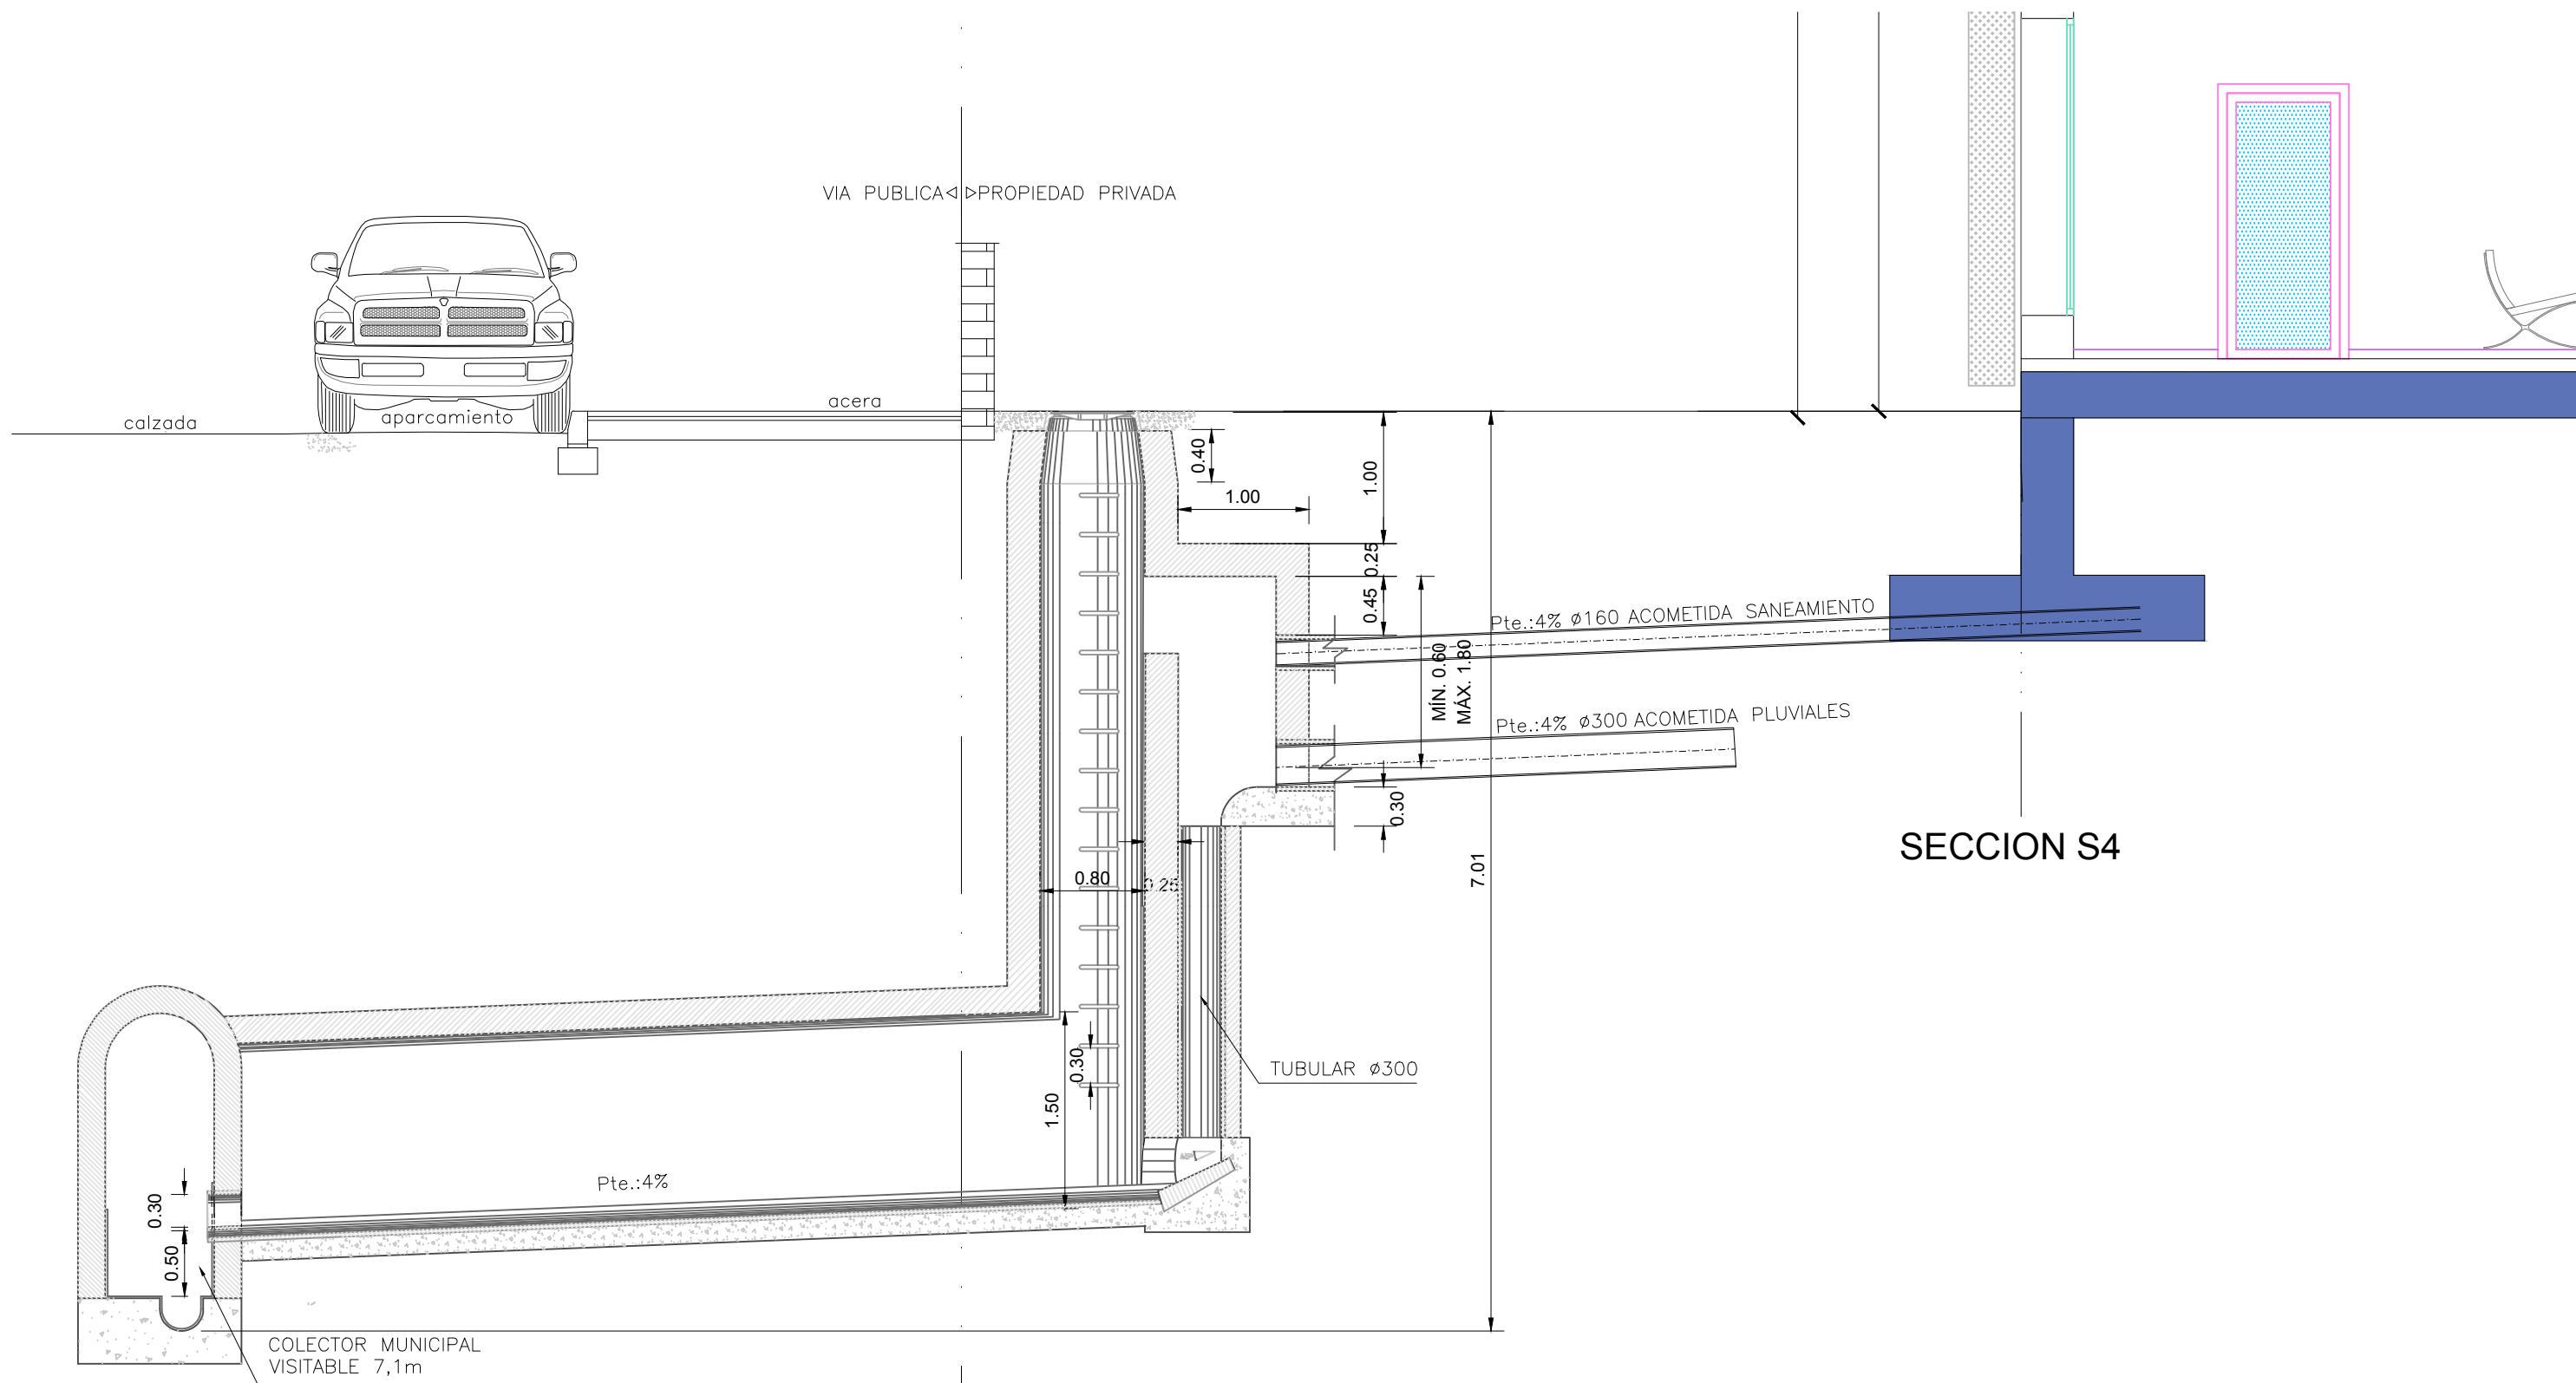 VIA PUBLICA◁ ▷PROPIEDAD PRIVADA
acera
calzada
aparcamiento
0.40
1.00
1.00
0.25
0.45
Pte.:4% ø160 ACOMETIDA SANEAMIENTO
MÍN. 0.60
MÁX. 1.80
Pte.:4% ø300 ACOMETIDA PLUVIALES
0.30
SECCION S4
7.01
0.80
0.25
0.30
TUBULAR ø300
1.50
Pte.:4%
0.30
0.50
COLECTOR MUNICIPAL
VISITABLE 7,1m